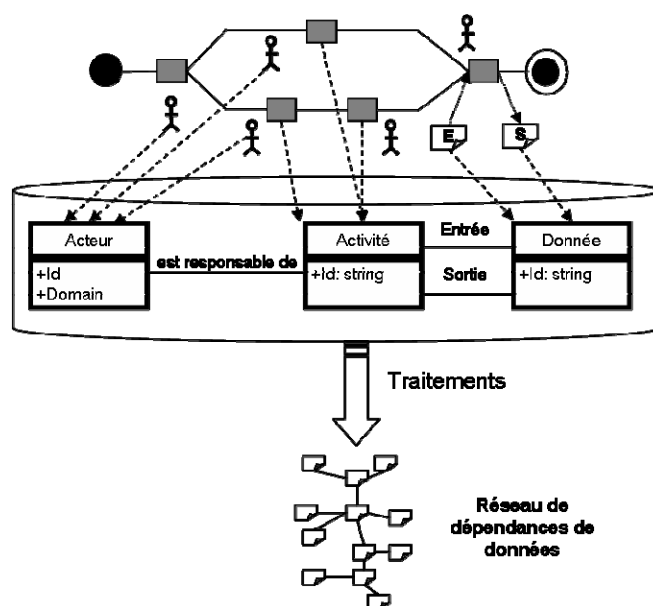 E
S
Acteur
+Id
+Domain
est responsable de
Activité
+Id: string
Entrée
Sortie
Donnée
+Id: string
Traitements
Réseau de
dépendances de
données